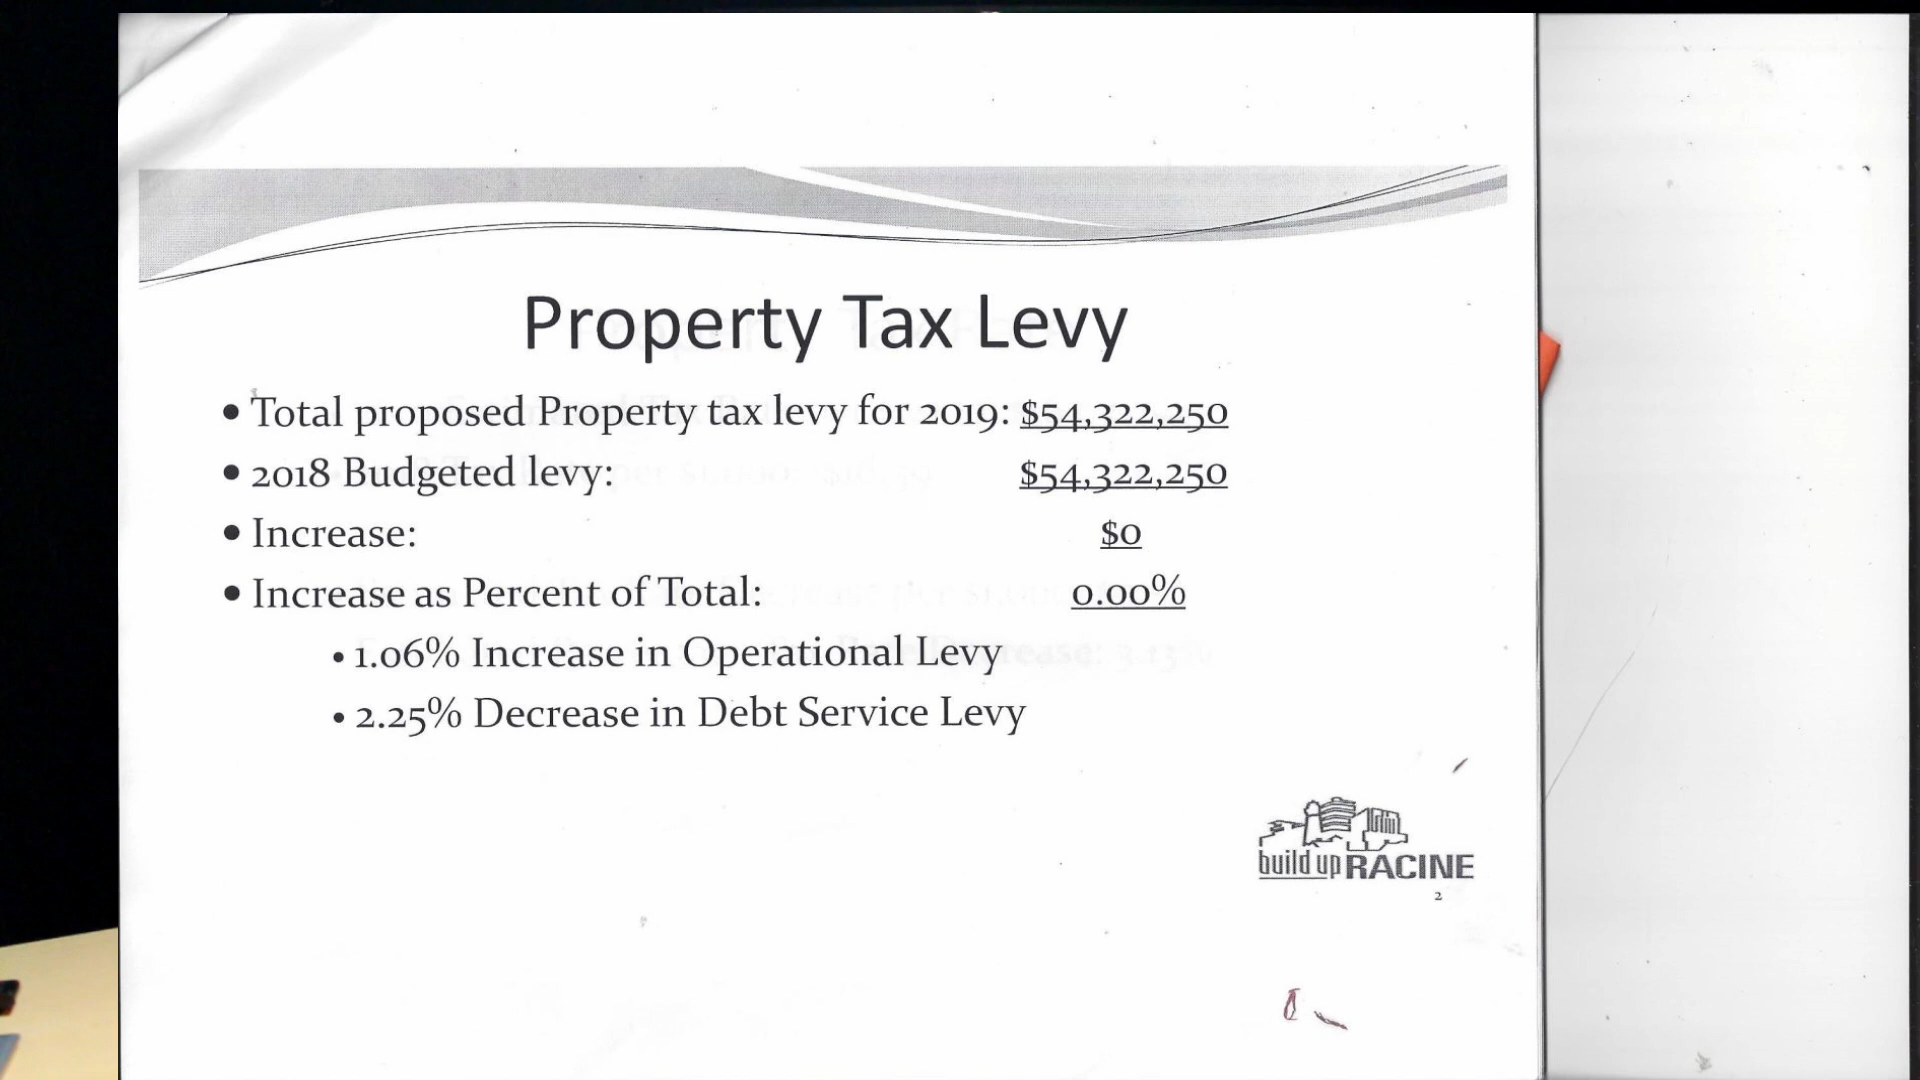 Property Tax Levy
• Total proposed Property tax levy for 2019: $54,322,250
• 2018 Budgeted levy: $54,322,250
• Increase: $0
• Increase as Percent of Total: 0.00%
• 1.06% Increase in Operational Levy
• 2.25% Decrease in Debt Service Levy
build up RACINE
2